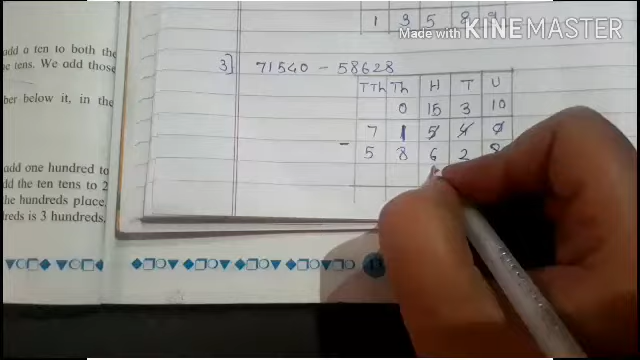 1 3 5 8 9
Made with KINEMASTER
add a ten to both the
tens. We add those
ber below it, in the
3] 71540 - 58628
TTh Th H T U
0 15 3 10
7 1 5 4 0
- 5 8 6 2 8
add one hundred to
dd the ten tens to 2
he hundreds place,
reds is 3 hundreds.